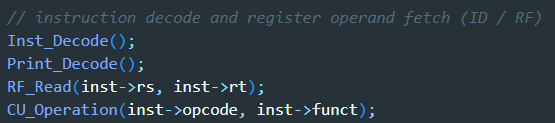 // instruction decode and register operand fetch (ID / RF)
Inst_Decode();
Print_Decode();
RF_Read(inst->rs, inst->rt);
CU_Operation(inst->opcode, inst->funct);